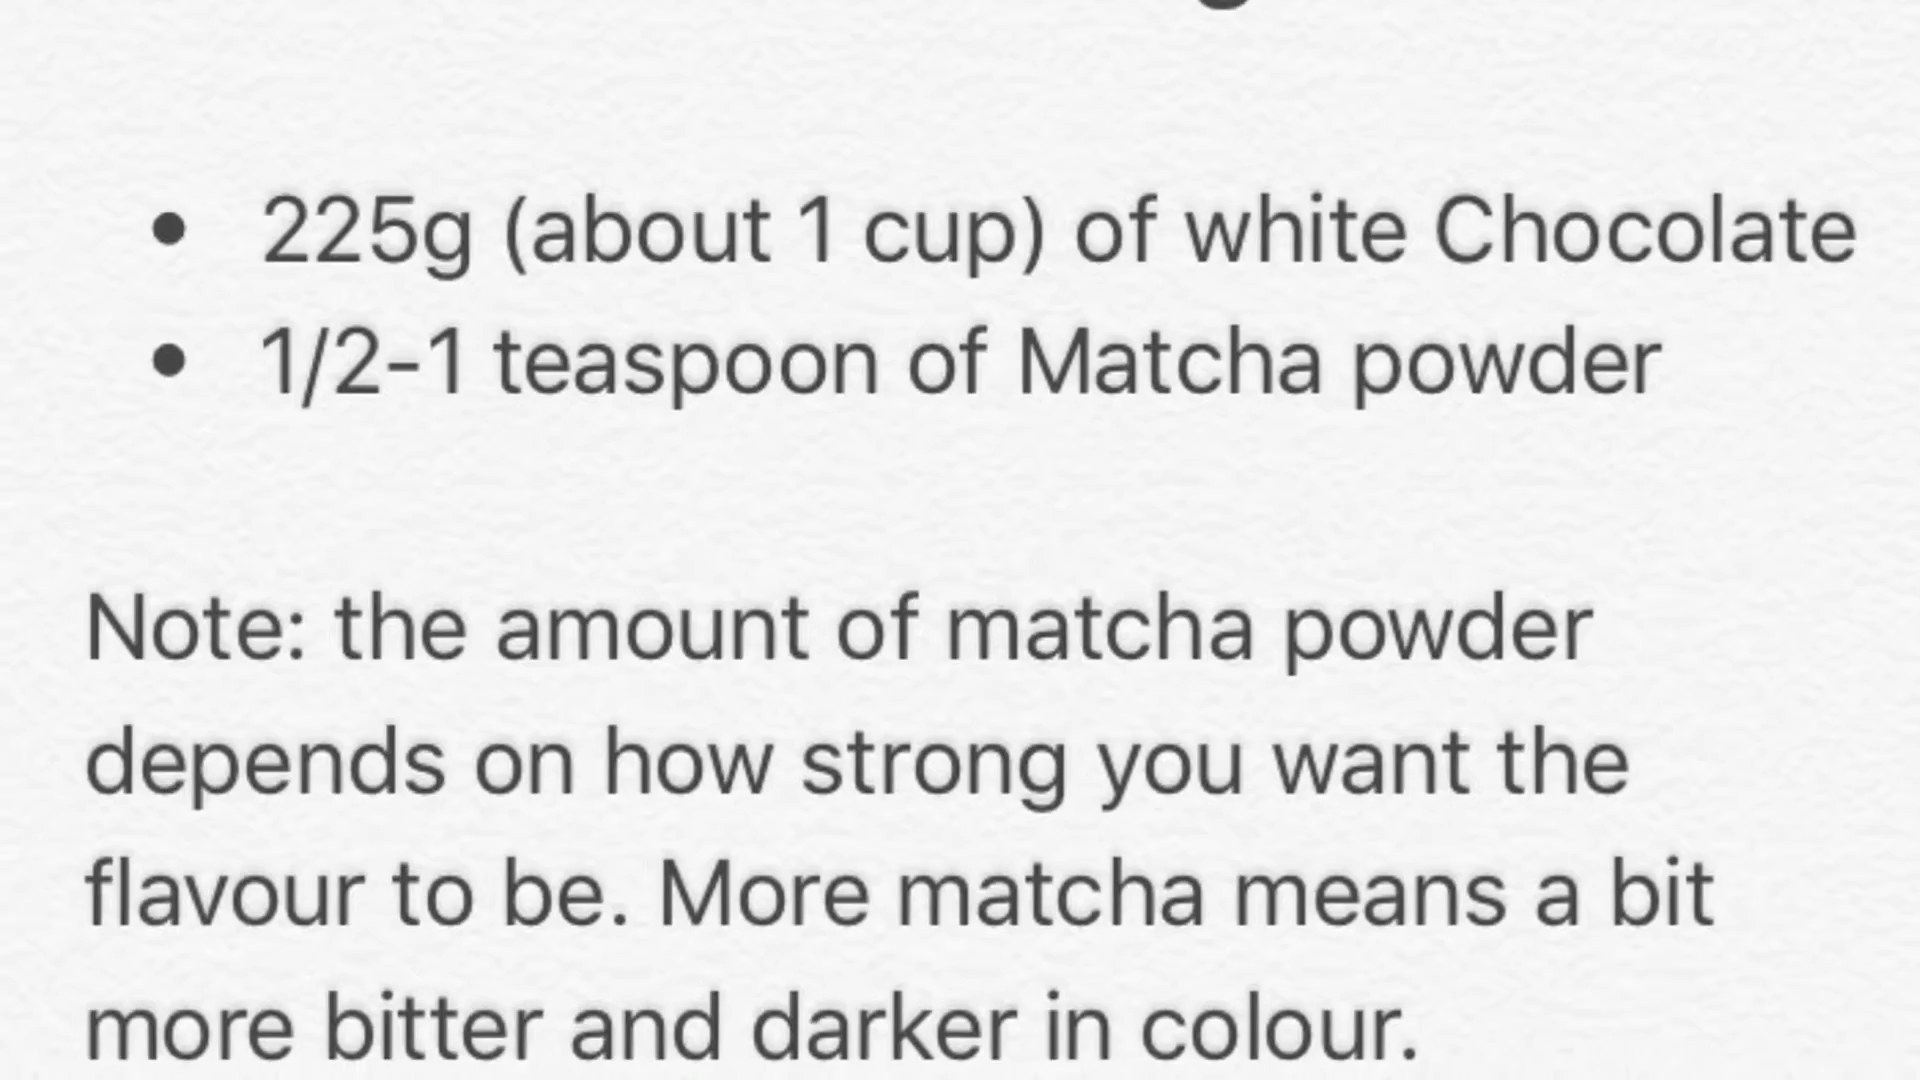 • 225g (about 1 cup) of white Chocolate
• 1/2-1 teaspoon of Matcha powder
Note: the amount of matcha powder
depends on how strong you want the
flavour to be. More matcha means a bit
more bitter and darker in colour.